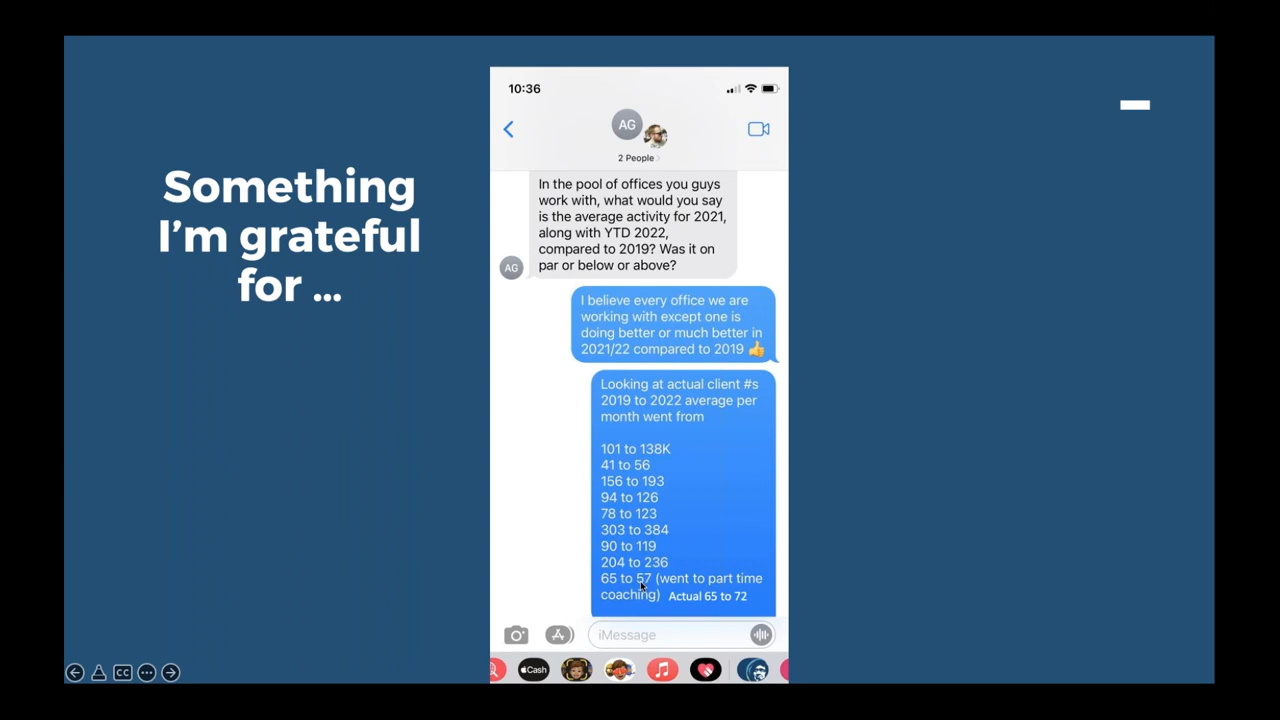 Something
I’m grateful
for ...
10:36
AG
2 People
In the pool of offices you guys
work with, what would you say
is the average activity for 2021,
along with YTD 2022,
compared to 2019? Was it on
par or below or above?
AG
I believe every office we are
working with except one is
doing better or much better in
2021/22 compared to 2019 👍
Looking at actual client #s
2019 to 2022 average per
month went from
101 to 138K
41 to 56
156 to 193
94 to 126
78 to 123
303 to 384
90 to 119
204 to 236
65 to 57 (went to part time
coaching) Actual 65 to 72
iMessage
Cash
CC